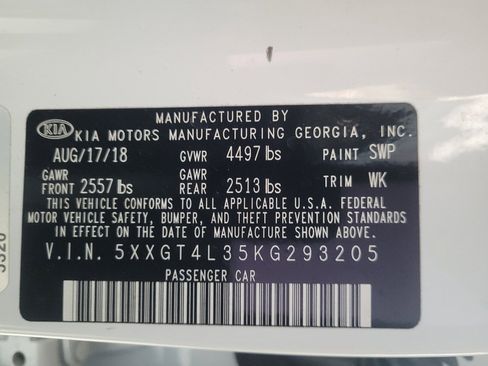 MANUFACTURED BY
KIA KIA MOTORS MANUFACTURING GEORGIA, INC.
AUG/17/18 GVWR 4497 lbs PAINT SWP
GAWR FRONT 2557 lbs GAWR REAR 2513 lbs TRIM WK
THIS VEHICLE CONFORMS TO ALL APPLICABLE U.S.A. FEDERAL
MOTOR VEHICLE SAFETY, BUMPER, AND THEFT PREVENTION STANDARDS
IN EFFECT ON THE DATE OF MANUFACTURE SHOWN ABOVE.
V.I.N. 5XXGT4L35KG293205
PASSENGER CAR